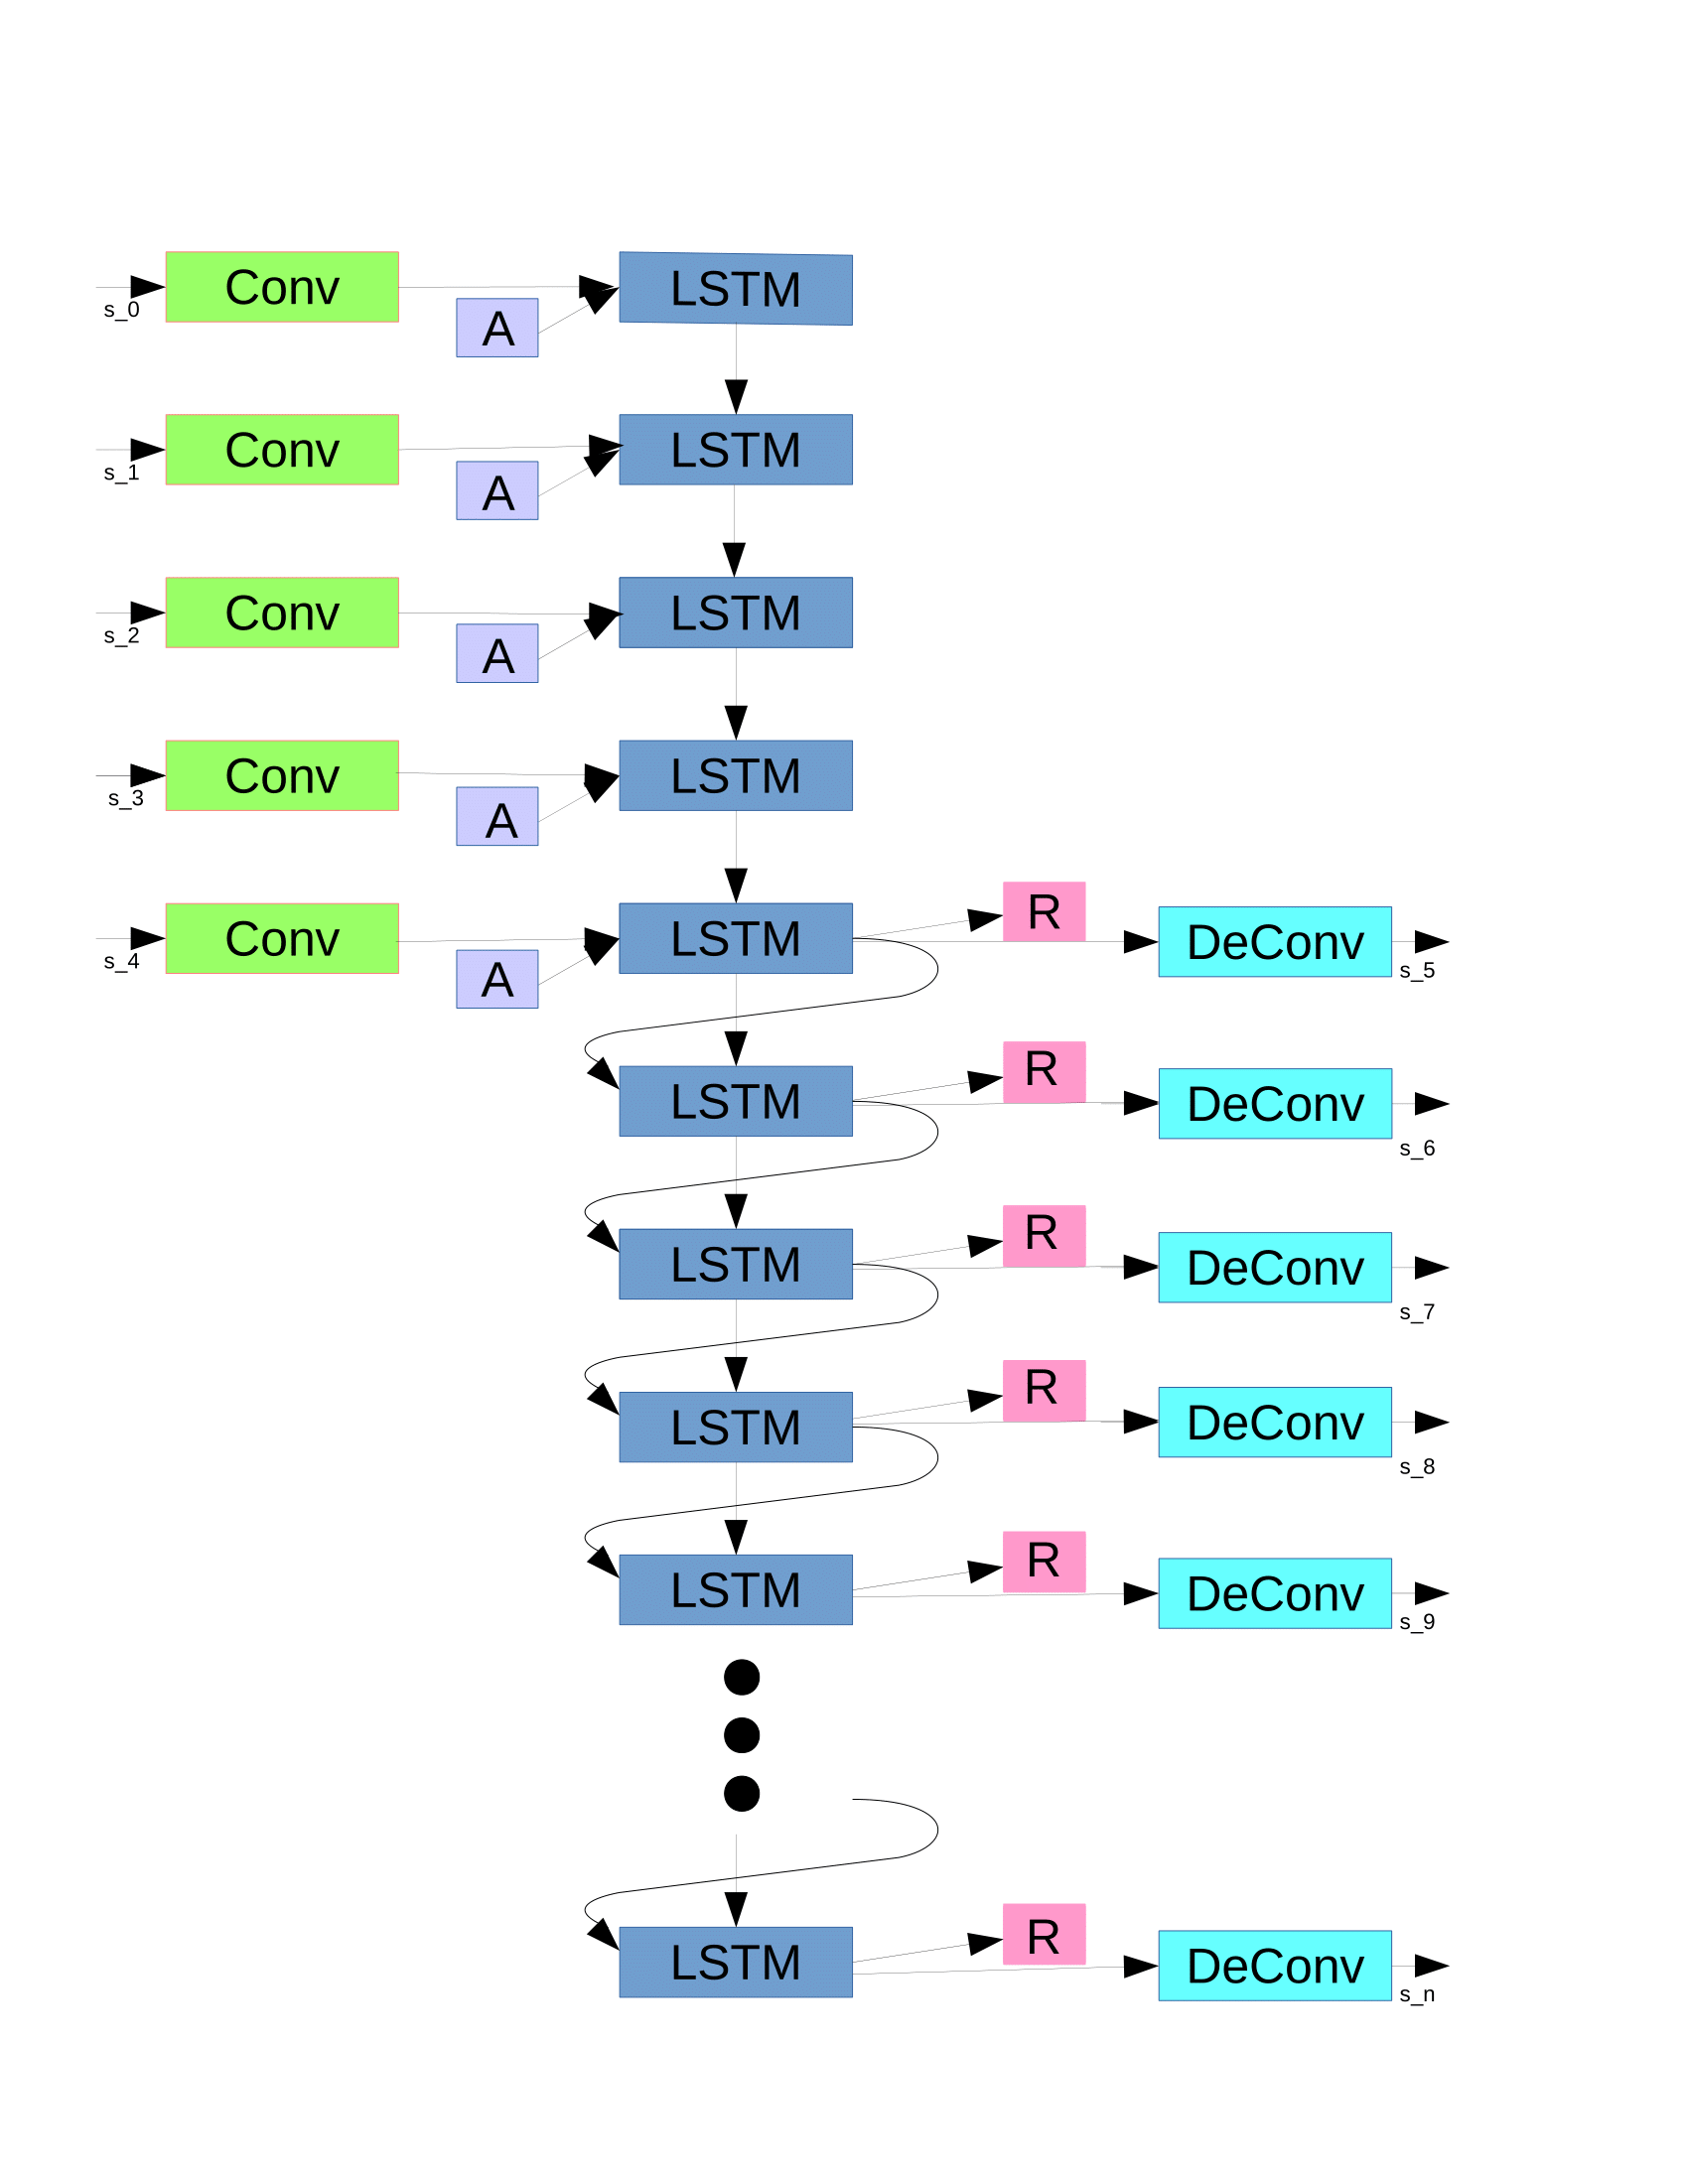 Conv LSTM
s_0 A
Conv LSTM
s_1 A
Conv LSTM
s_2 A
Conv LSTM
s_3 A
Conv LSTM R DeConv
s_4 A s_5
LSTM R DeConv
s_6
LSTM R DeConv
s_7
LSTM R DeConv
s_8
LSTM R DeConv
s_9
LSTM R DeConv
s_n